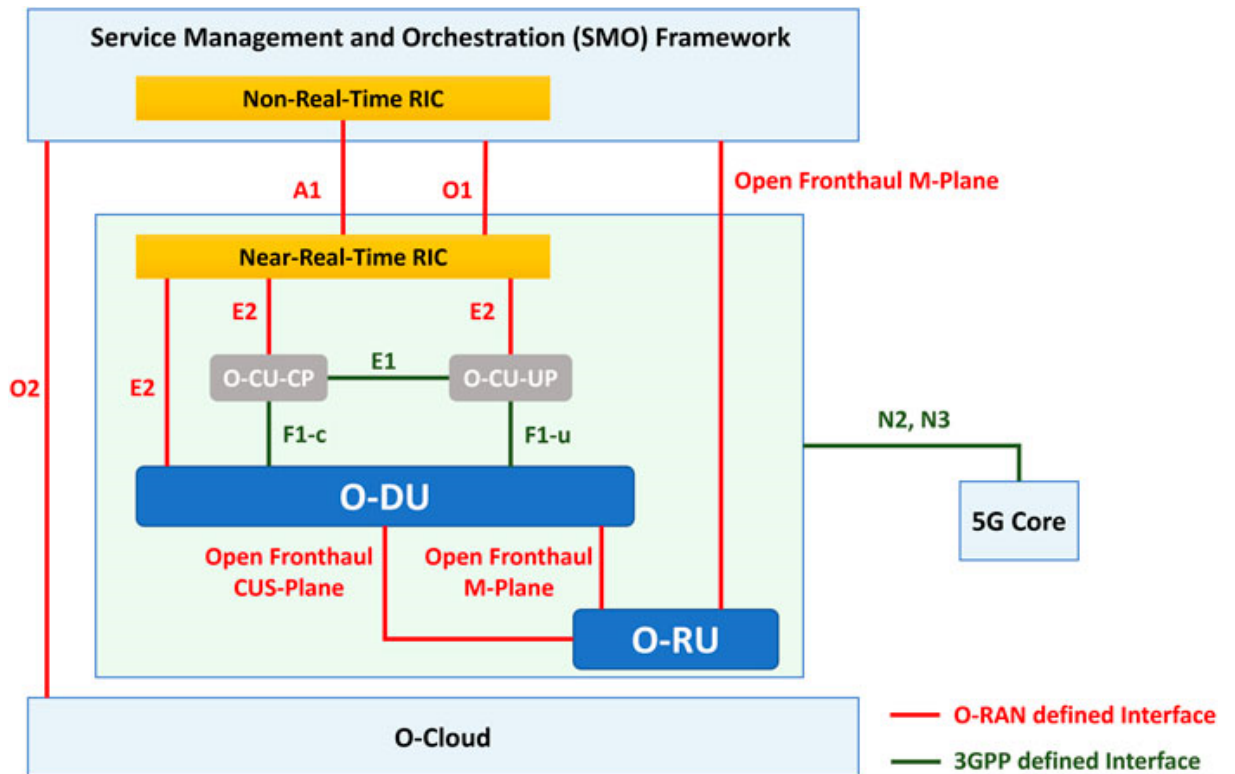 Service Management and Orchestration (SMO) Framework
Non-Real-Time RIC
A1
O1
Open Fronthaul M-Plane
Near-Real-Time RIC
E2
E2
O-CU-CP
E1
O-CU-UP
O2
E2
F1-c
F1-u
N2, N3
O-DU
5G Core
Open Fronthaul
CUS-Plane
Open Fronthaul
M-Plane
O-RU
O-Cloud
O-RAN defined Interface
3GPP defined Interface